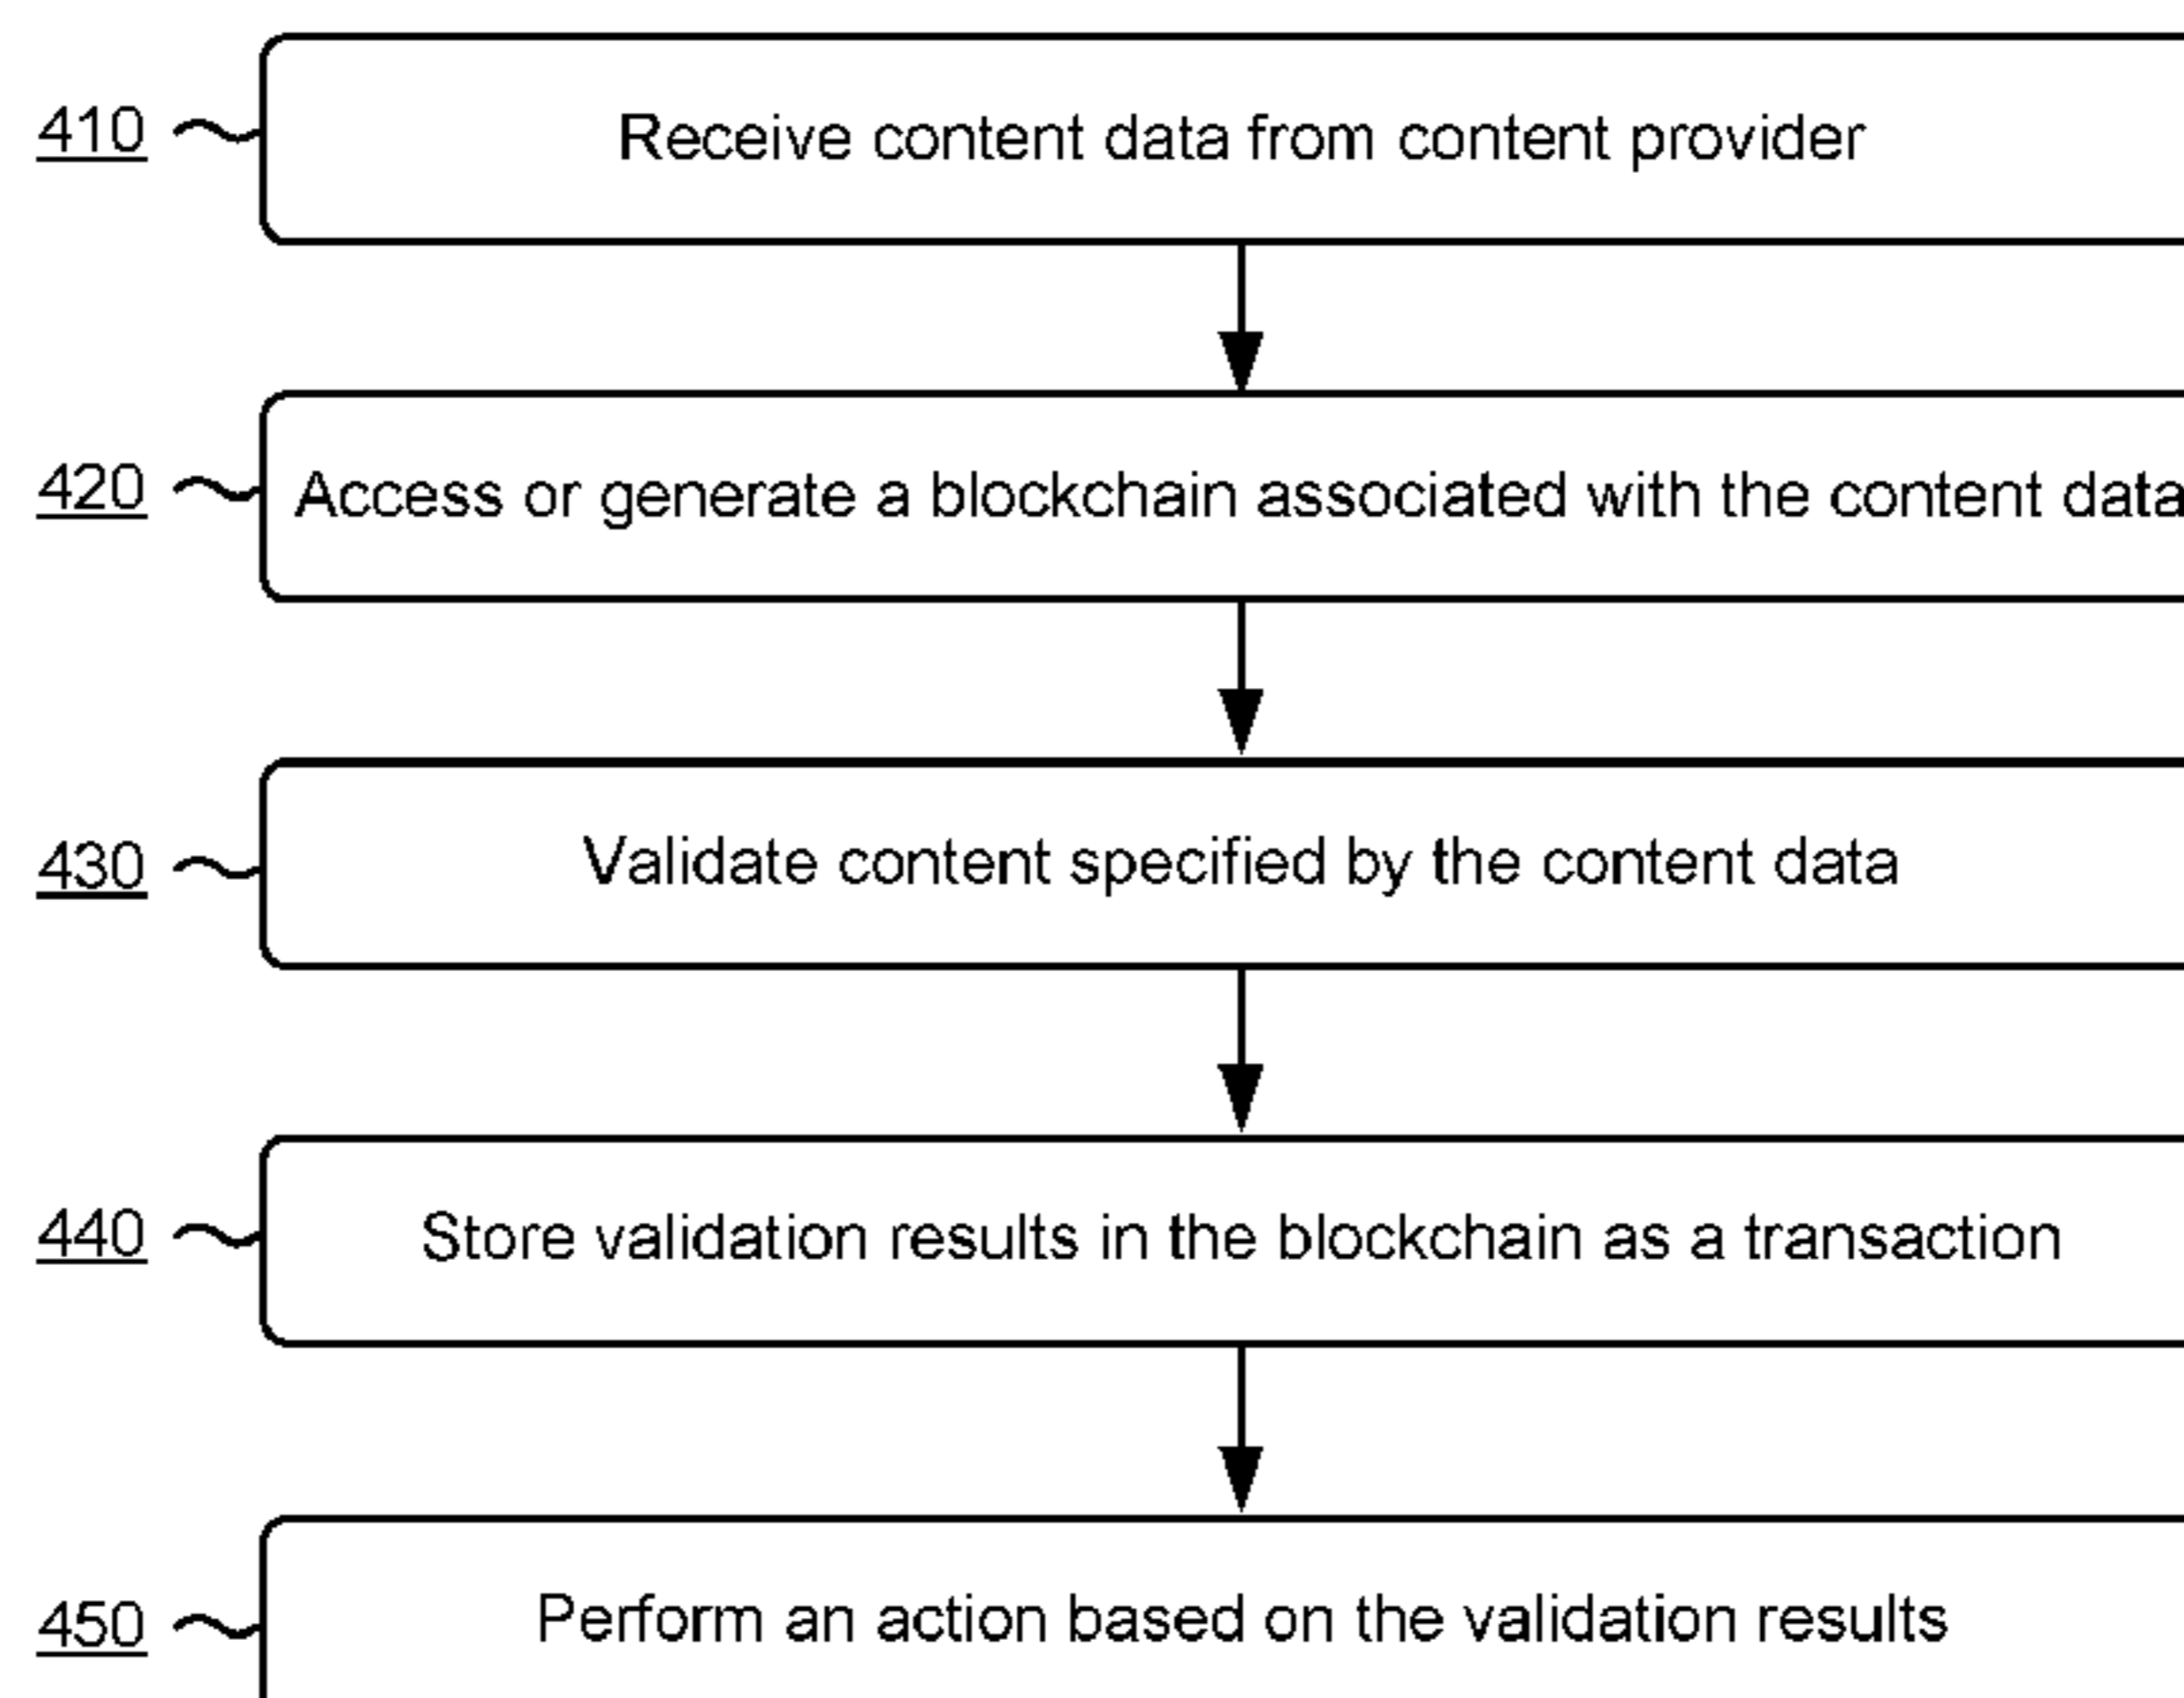 410 Receive content data from content provider
420 Access or generate a blockchain associated with the content data
430 Validate content specified by the content data
440 Store validation results in the blockchain as a transaction
450 Perform an action based on the validation results